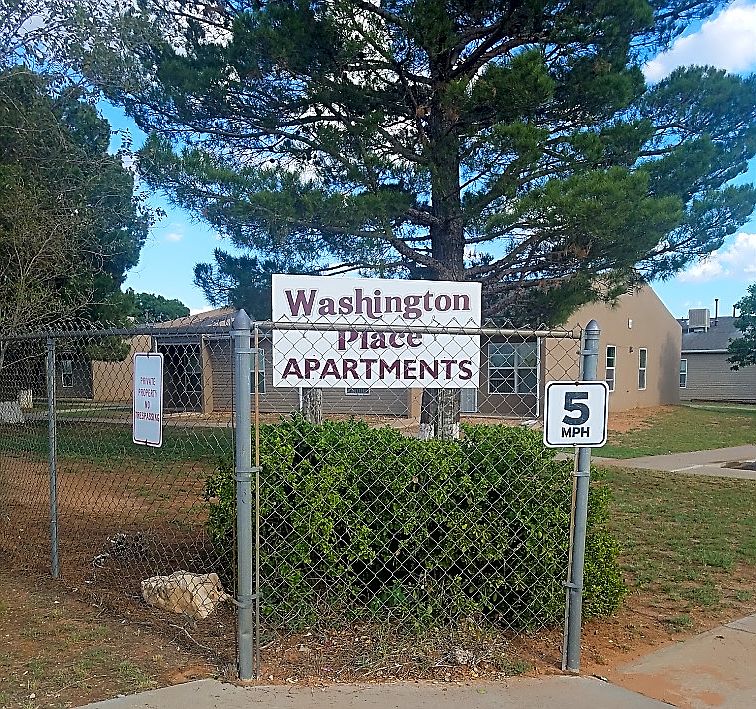 Washington
Place
APARTMENTS
PRIVATE
PROPERTY
NO
TRESPASSING
5
MPH